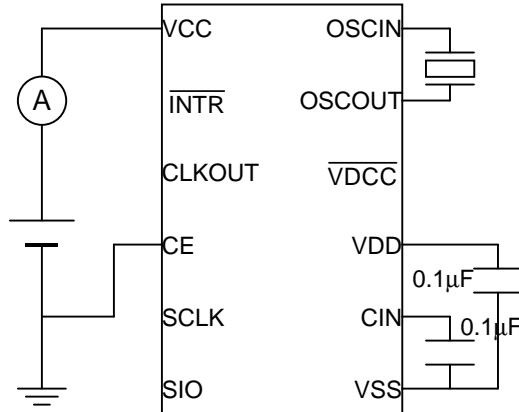 VCC
OSCIN
A
INTR
OSCOUT
CLKOUT
VDCC
CE
VDD
0.1μF
SCLK
CIN
0.1μF
SIO
VSS